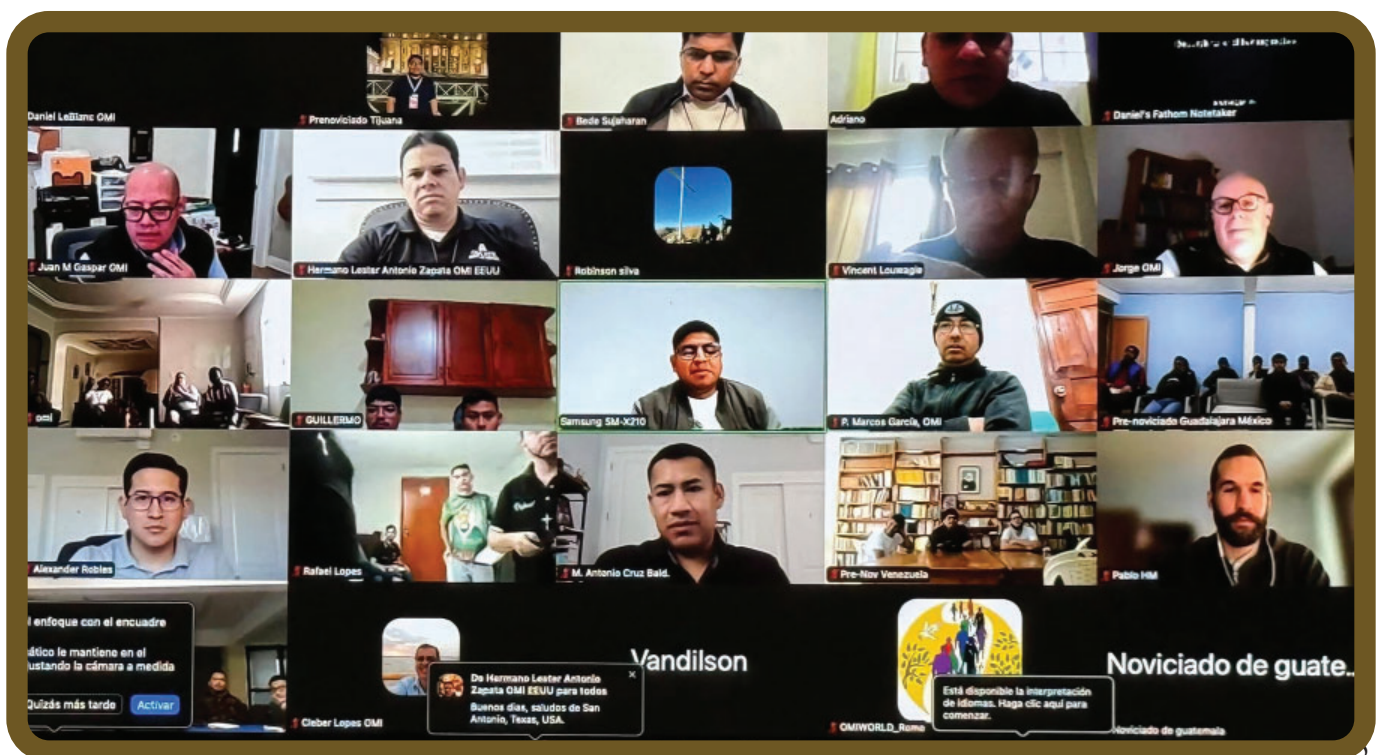 Daniel LeBlanc OMI
Prenoviciado Tijuana
Bede Sujaharan
Adriano
Daniel's Fathom Notetaker
Juan M Gaspar OMI
Hermano Lester Antonio Zapata OMI EEUU
Robinson silva
Vincent Louwagie
Jorge OMI
omi
GUILLERMO
Samsung SM-X210
P. Marcos García, OMI
Pre-noviciado Guadalajara México
Alexander Robles
Rafael Lopes
M. Antonio Cruz Bald.
Pre-Nov Venezuela
Pablo HM
l enfoque con el encuadre
ático le mantiene en el
ustando la cámara a medida
Quizás más tarde
Activar
Cleber Lopes OMI
De Hermano Lester Antonio
Zapata OMI EEUU para todos
Buenos días, saludos de San
Antonio, Texas, USA.
Vandilson
OMIWORLD_Rome
Está disponible la interpretación
de idiomas. Haga clic aquí para
comenzar.
Noviciado de guate...
Noviciado de guatemala